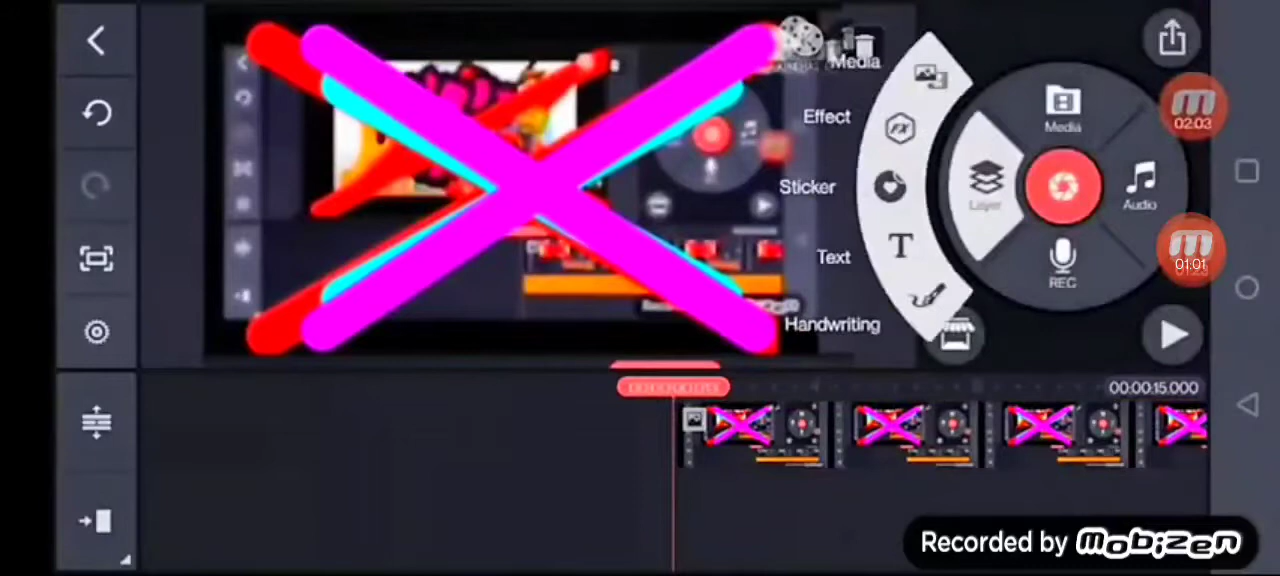 Media
Effect
Sticker
Text
Handwriting
FX
T
Media
Layer
Audio
REC
02:03
01:01
00:00:15.000
Recorded by mobizen